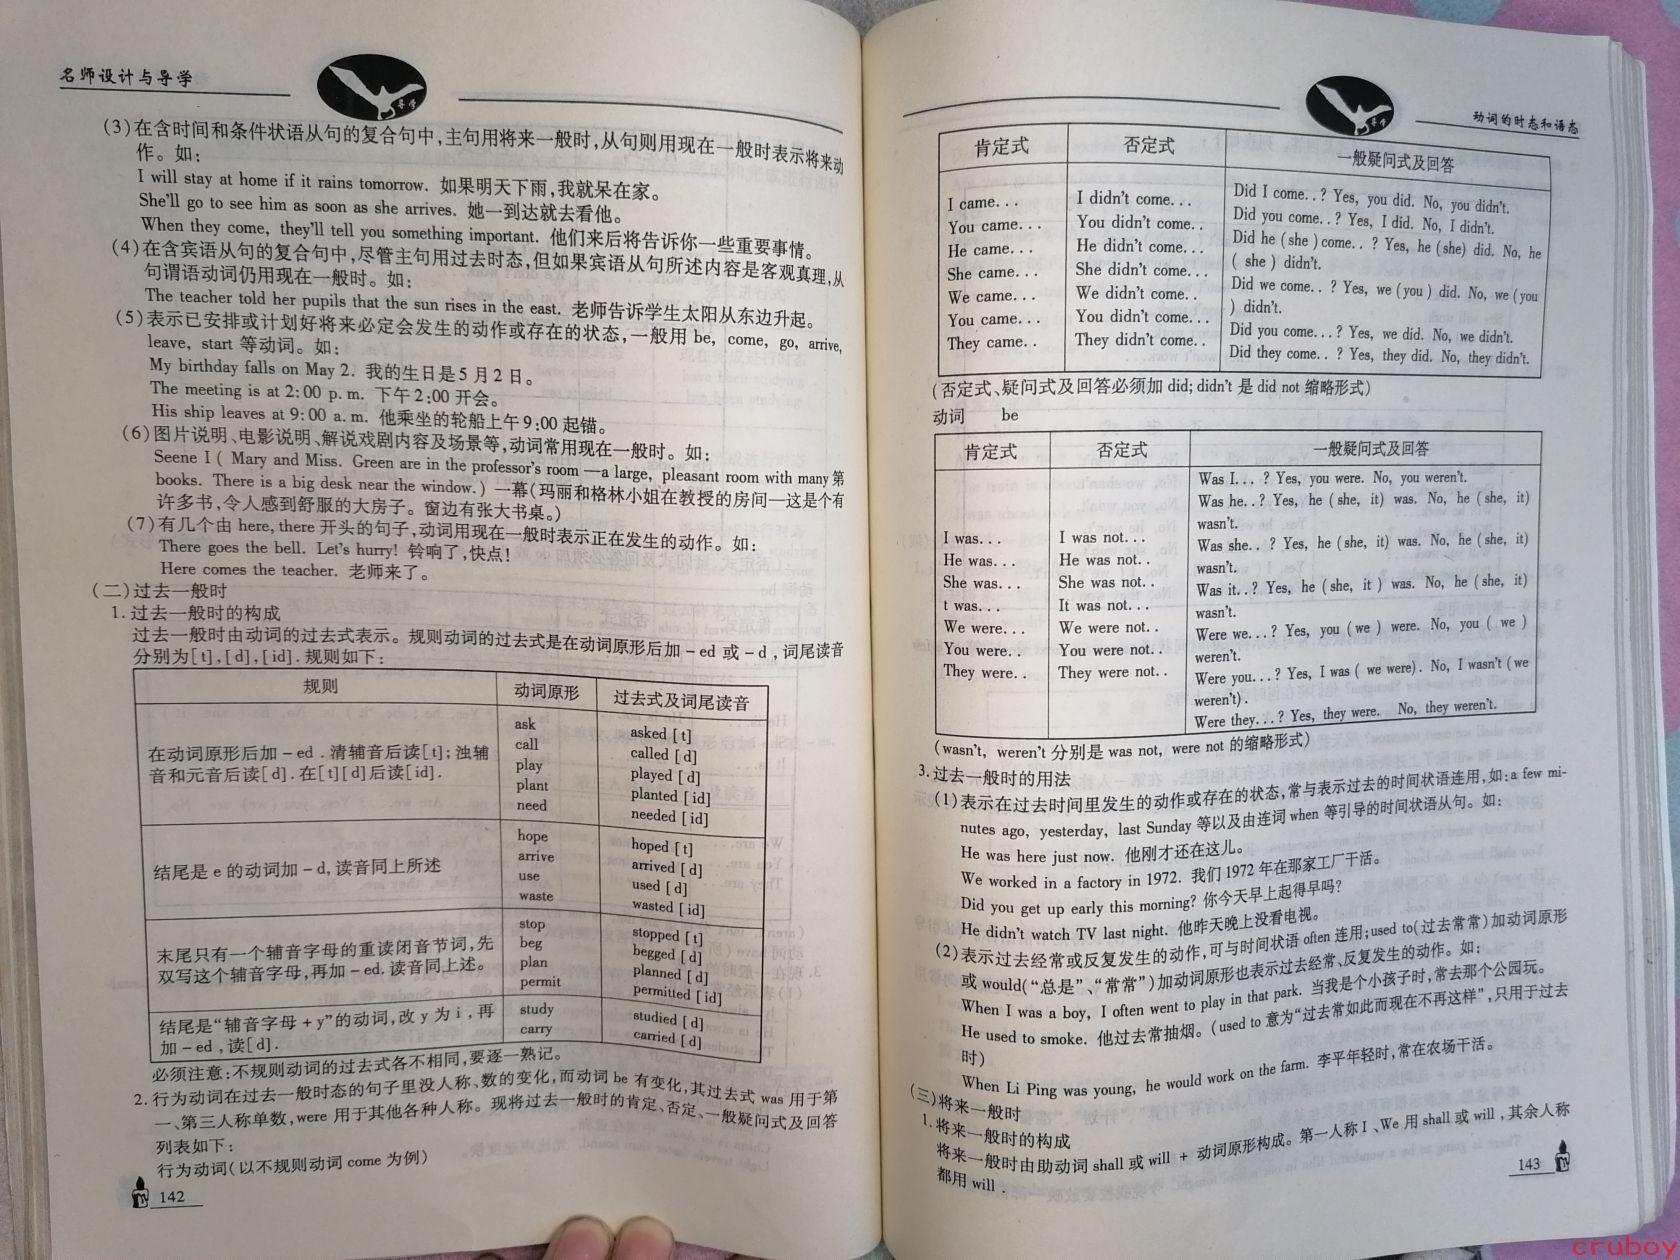 名师设计与导学
导学
(3)在含时间和条件状语从句的复合句中,主句用将来一般时,从句则用现在一般时表示将来动
作。如:
I will stay at home if it rains tomorrow. 如果明天下雨,我就呆在家。
She'll go to see him as soon as she arrives. 她一到达就去看他。
When they come, they'll tell you something important. 他们来后将告诉你一些重要事情。
(4)在含宾语从句的复合句中,尽管主句用过去时态,但如果宾语从句所述内容是客观真理,从
句谓语动词仍用现在一般时。如:
The teacher told her pupils that the sun rises in the east. 老师告诉学生太阳从东边升起。
(5)表示已安排或计划好将来必定会发生的动作或存在的状态,一般用 be, come, go, arrive,
leave, start 等动词。如:
My birthday falls on May 2. 我的生日是5月2日。
The meeting is at 2:00 p.m. 下午2:00开会。
His ship leaves at 9:00 a.m. 他乘坐的轮船上午9:00起锚。
(6)图片说明、电影说明、解说戏剧内容及场景等,动词常用现在一般时。如:
Seene I ( Mary and Miss. Green are in the professor's room —a large, pleasant room with many
books. There is a big desk near the window.) 一幕(玛丽和格林小姐在教授的房间一这是个有
第
许多书,令人感到舒服的大房子。窗边有张大书桌。)
(7)有几个由 here, there 开头的句子,动词用现在一般时表示正在发生的动作。如:
There goes the bell. Let's hurry! 铃响了,快点!
Here comes the teacher. 老师来了。
(二)过去一般时
1.过去一般时的构成
过去一般时由动词的过去式表示。规则动词的过去式是在动词原形后加-ed 或-d,词尾读音
分别为[t],[d],[id].规则如下:
规则 动词原形 过去式及词尾读音
在动词原形后加-ed.清辅音后读[t];浊辅
音和元音后读[d].在[t][d]后读[id].
ask asked [t]
call called [d]
play played [d]
plant planted [id]
need needed [id]
结尾是 e 的动词加-d,读音同上所述
hope hoped [t]
arrive arrived [d]
use used [d]
waste wasted [id]
末尾只有一个辅音字母的重读闭音节词,先
双写这个辅音字母,再加-ed.读音同上述。
stop stopped [t]
beg begged [d]
plan planned [d]
permit permitted [id]
结尾是“辅音字母+y”的动词,改 y 为 i,再
加-ed,读[d].
study studied [d]
carry carried [d]
必须注意:不规则动词的过去式各不相同,要逐一熟记。
2.行为动词在过去一般时态的句子里没人称、数的变化,而动词 be 有变化,其过去式 was 用于第
一、第三人称单数,were 用于其他各种人称。现将过去一般时的肯定、否定、一般疑问式及回答
列表如下:
行为动词(以不规则动词 come 为例)
142
导学
动词的时态和语态
肯定式 否定式 一般疑问式及回答
I came... I didn't come...
You came... You didn't come..
He came... He didn't come...
She came... She didn't come...
We came... We didn't come..
You came... You didn't come...
They came.. They didn't come..
Did I come..? Yes, you did. No, you didn't.
Did you come..? Yes, I did. No, I didn't.
Did he (she )come..? Yes, he (she) did. No, he
( she ) didn't.
Did we come..? Yes, we (you ) did. No, we (you
) didn't.
Did you come...? Yes, we did. No, we didn't.
Did they come..? Yes, they did. No, they didn't.
(否定式、疑问式及回答必须加 did; didn't 是 did not 缩略形式)
动词 be
肯定式 否定式 一般疑问式及回答
I was... I was not...
He was... He was not..
She was... She was not..
t was... It was not...
We were... We were not..
You were.. You were not..
They were.. They were not..
Was I...? Yes, you were. No, you weren't.
Was he..? Yes, he (she, it) was. No, he (she, it)
wasn't.
Was she..? Yes, he (she, it) was. No, he (she, it)
wasn't.
Was it..? Yes, he (she, it ) was. No, he (she, it)
wasn't.
Were we...? Yes, you (we ) were. No, you ( we )
weren't.
Were you...? Yes, I was ( we were). No, I wasn't (we
weren't).
Were they...? Yes, they were. No, they weren't.
(wasn't, weren't 分别是 was not, were not 的缩略形式)
3.过去一般时的用法
(1)表示在过去时间里发生的动作或存在的状态,常与表示过去的时间状语连用,如:a few mi-
nutes ago, yesterday, last Sunday 等以及由连词 when 等引导的时间状语从句。如:
He was here just now. 他刚才还在这儿。
We worked in a factory in 1972. 我们1972年在那家工厂干活。
Did you get up early this morning? 你今天早上起得早吗?
He didn't watch TV last night. 他昨天晚上没看电视。
(2)表示过去经常或反复发生的动作,可与时间状语 often 连用;used to(过去常常)加动词原形
或 would(“总是”、“常常”)加动词原形也表示过去经常、反复发生的动作。如:
When I was a boy, I often went to play in that park. 当我是个小孩子时,常去那个公园玩。
He used to smoke. 他过去常抽烟。(used to 意为“过去常如此而现在不再这样”,只用于过去
时)
When Li Ping was young, he would work on the farm. 李平年轻时,常在农场干活。
(三)将来一般时
1.将来一般时的构成
将来一般时由助动词 shall 或 will + 动词原形构成。第一人称 I、We 用 shall 或 will,其余人称
都用 will.
143
cruboy